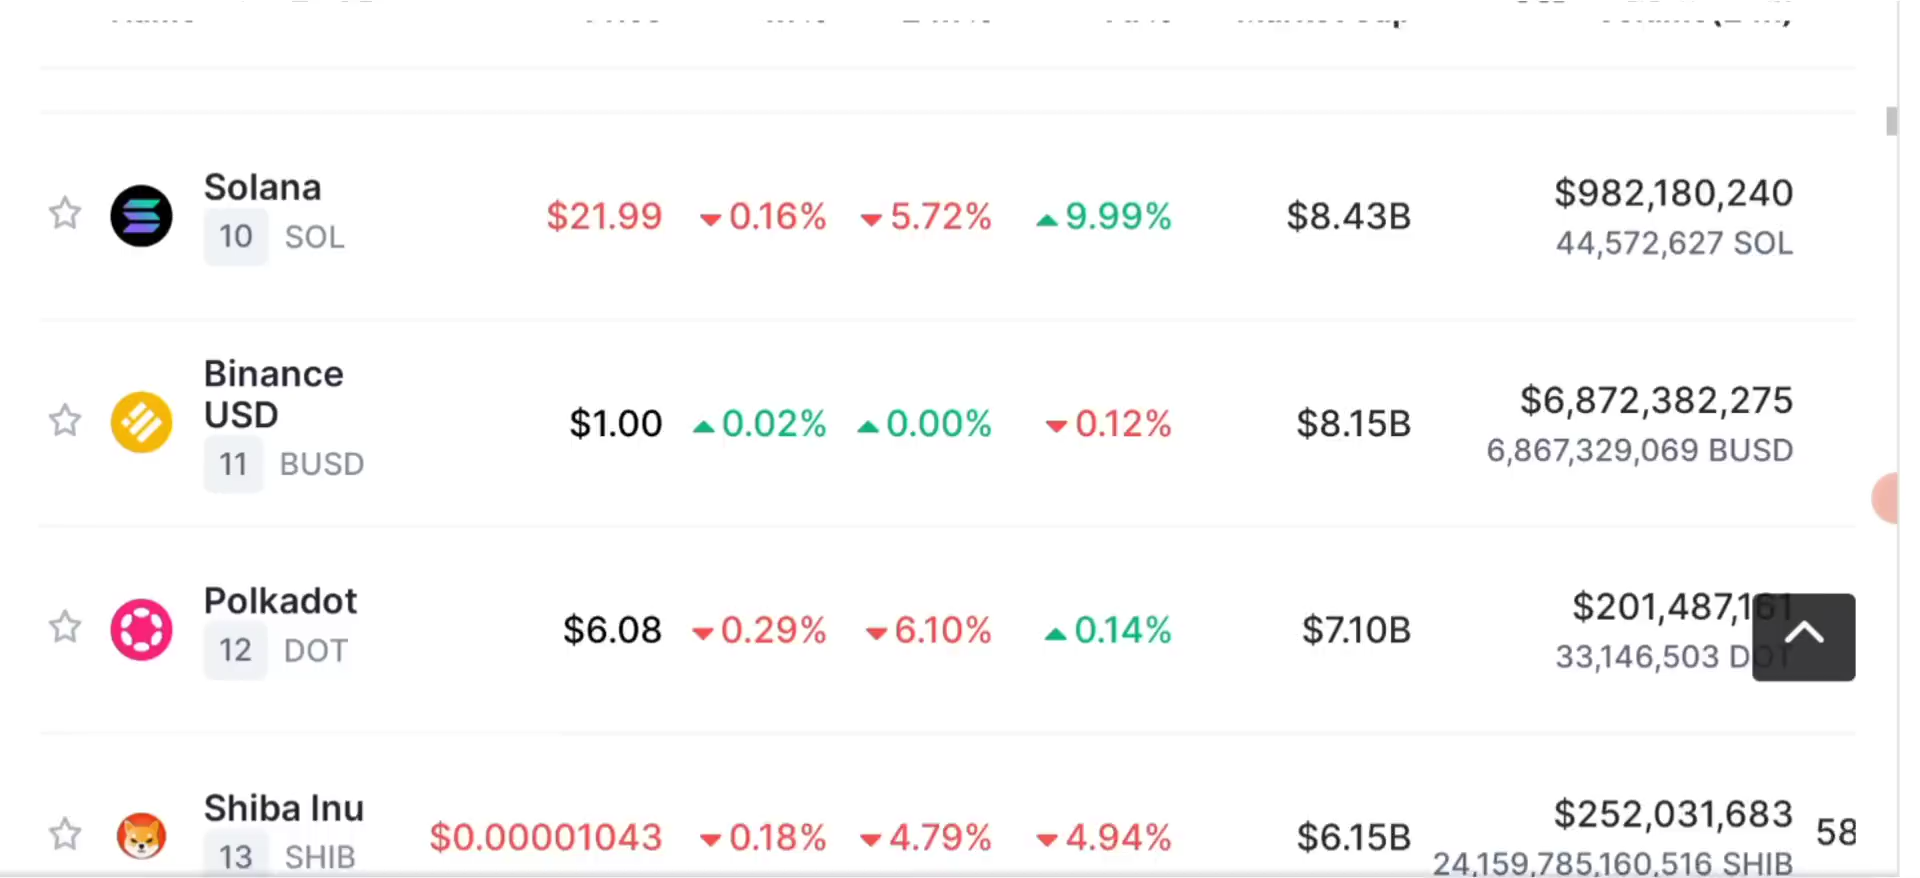 Solana
10 SOL
$21.99 0.16% 5.72% 9.99% $8.43B $982,180,240
44,572,627 SOL
Binance
USD
11 BUSD
$1.00 0.02% 0.00% 0.12% $8.15B $6,872,382,275
6,867,329,069 BUSD
Polkadot
12 DOT
$6.08 0.29% 6.10% 0.14% $7.10B $201,487,161
33,146,503 DOT
Shiba Inu
13 SHIB
$0.00001043 0.18% 4.79% 4.94% $6.15B $252,031,683 58
24,159,785,160,516 SHIB